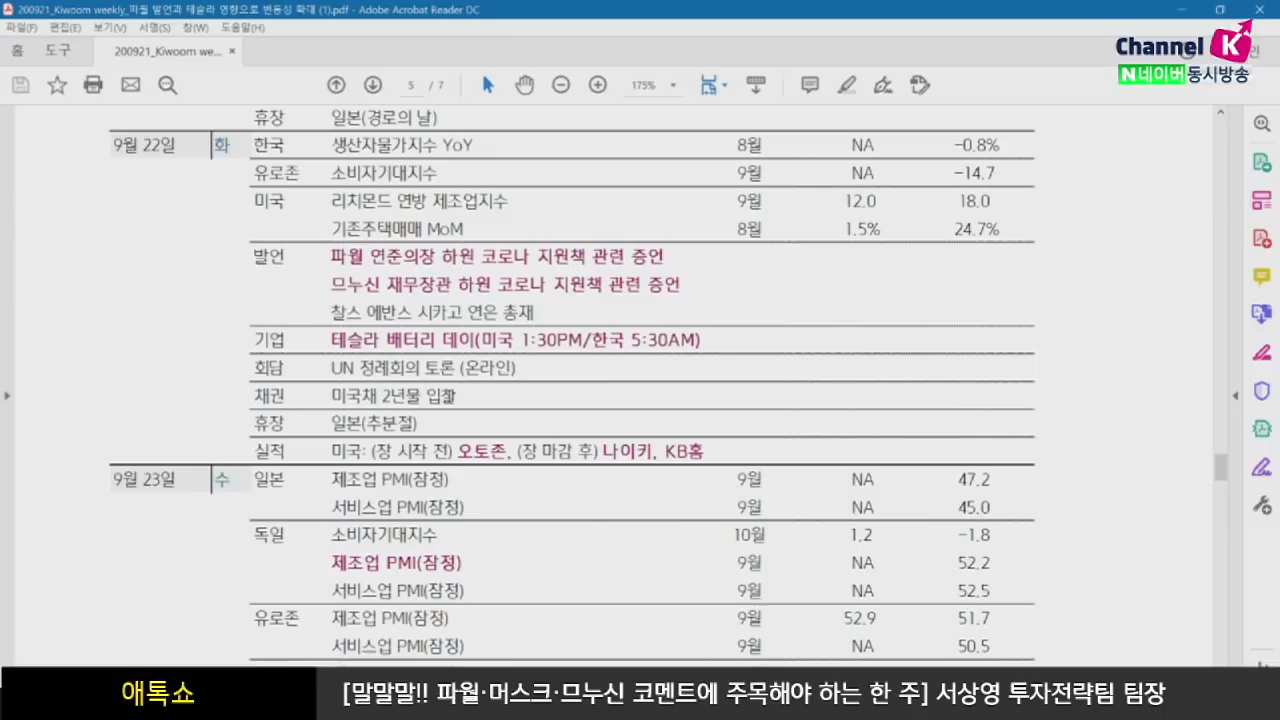 200921_Kiwoom weekly_파월 발언과 테슬라 영향으로 변동성 확대 (1).pdf - Adobe Acrobat Reader DC
파일(F) 편집(E) 보기(V) 서명(S) 창(W) 도움말(H)
홈 도구 200921_Kiwoom we... ×
Channel K
N네이버 동시방송
5 / 7 175%
휴장 일본(경로의 날)
9월 22일 화 한국 생산자물가지수 YoY 8월 NA -0.8%
유로존 소비자기대지수 9월 NA -14.7
미국 리치몬드 연방 제조업지수 9월 12.0 18.0
기존주택매매 MoM 8월 1.5% 24.7%
발언 파월 연준의장 하원 코로나 지원책 관련 증언
므누신 재무장관 하원 코로나 지원책 관련 증언
찰스 에반스 시카고 연은 총재
기업 테슬라 배터리 데이(미국 1:30PM/한국 5:30AM)
회담 UN 정례회의 토론 (온라인)
채권 미국채 2년물 입찰
휴장 일본(추분절)
실적 미국: (장 시작 전) 오토존, (장 마감 후) 나이키, KB홈
9월 23일 수 일본 제조업 PMI(잠정) 9월 NA 47.2
서비스업 PMI(잠정) 9월 NA 45.0
독일 소비자기대지수 10월 1.2 -1.8
제조업 PMI(잠정) 9월 NA 52.2
서비스업 PMI(잠정) 9월 NA 52.5
유로존 제조업 PMI(잠정) 9월 52.9 51.7
서비스업 PMI(잠정) 9월 NA 50.5
애톡쇼 [말말말!! 파월·머스크·므누신 코멘트에 주목해야 하는 한 주] 서상영 투자전략팀 팀장